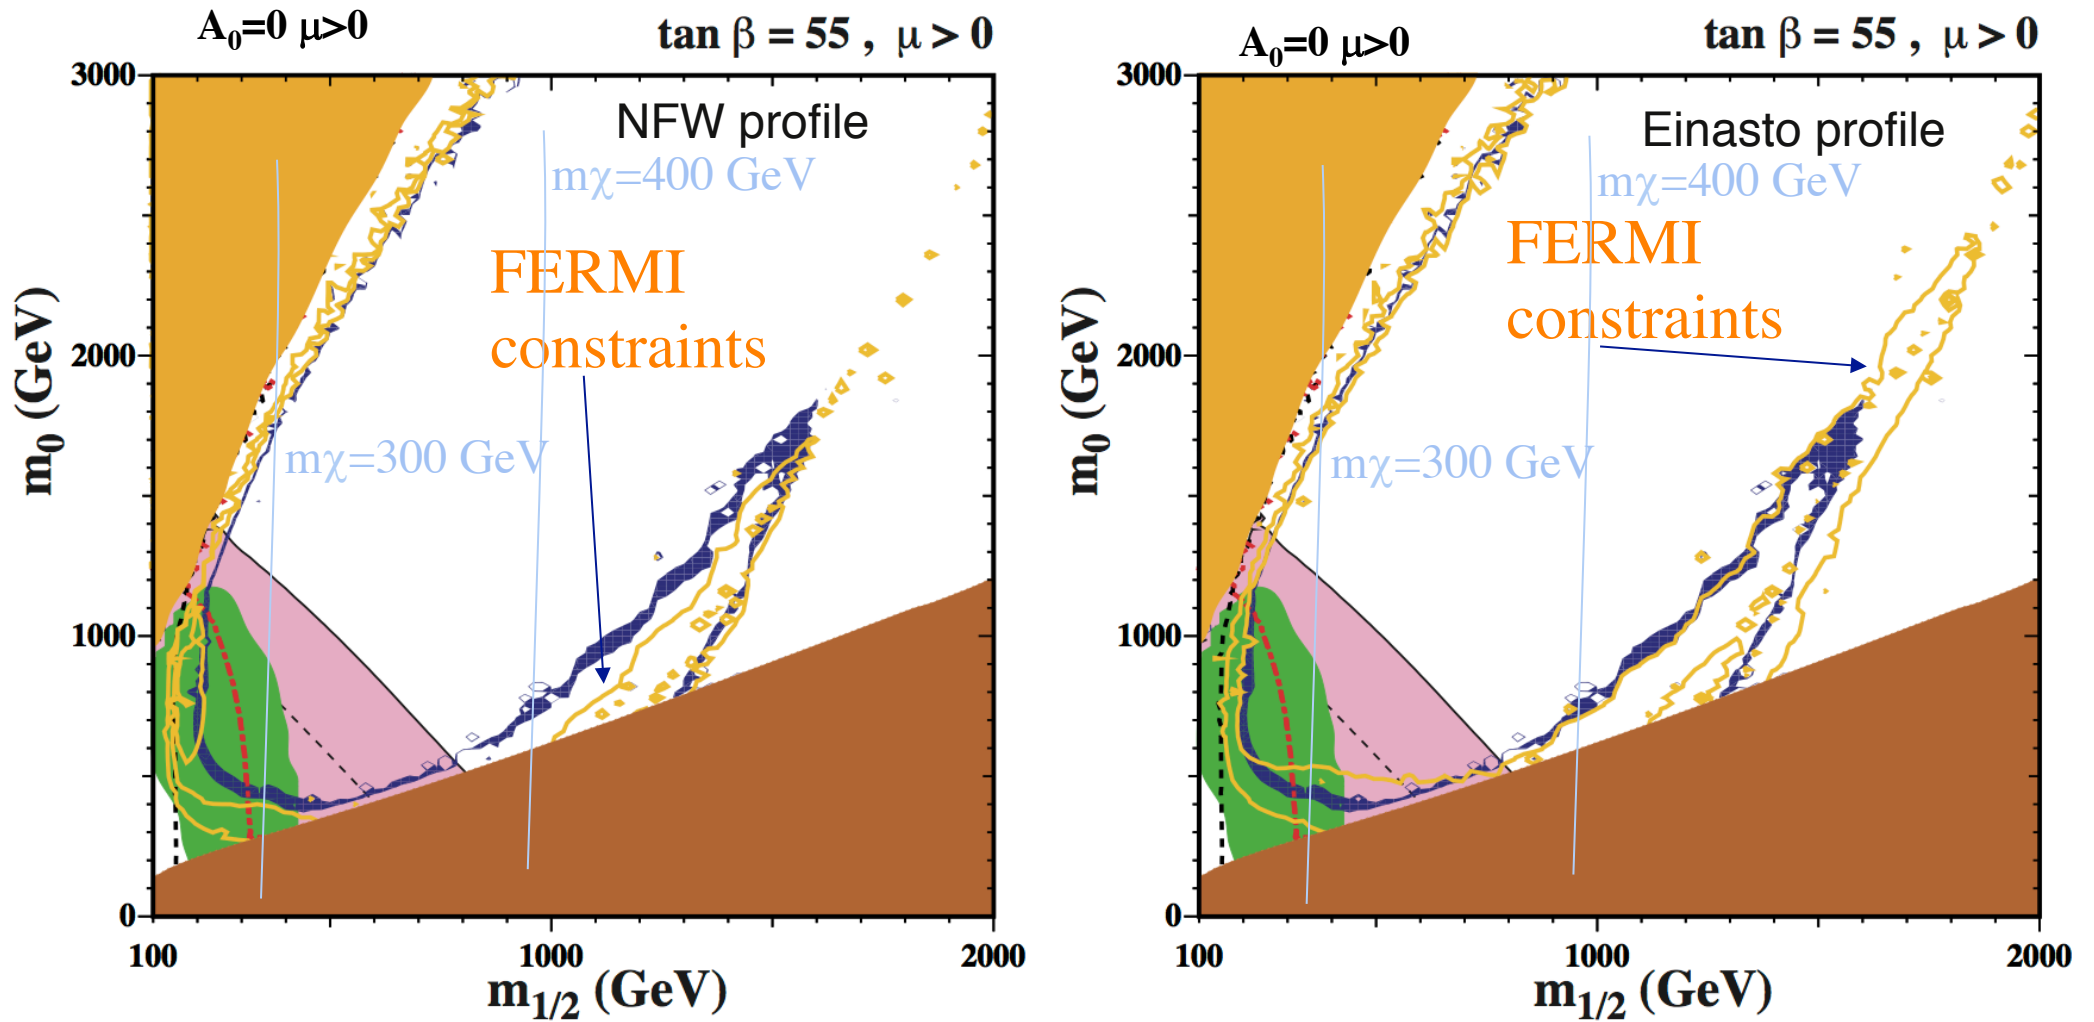 A₀=0 μ>0
tan β = 55 , μ > 0
3000
NFW profile
mχ=400 GeV
FERMI
constraints
2000
m₀ (GeV)
mχ=300 GeV
1000
0
100
1000
2000
m₁/₂ (GeV)
A₀=0 μ>0
tan β = 55 , μ > 0
3000
Einasto profile
mχ=400 GeV
FERMI
constraints
2000
m₀ (GeV)
mχ=300 GeV
1000
0
100
1000
2000
m₁/₂ (GeV)